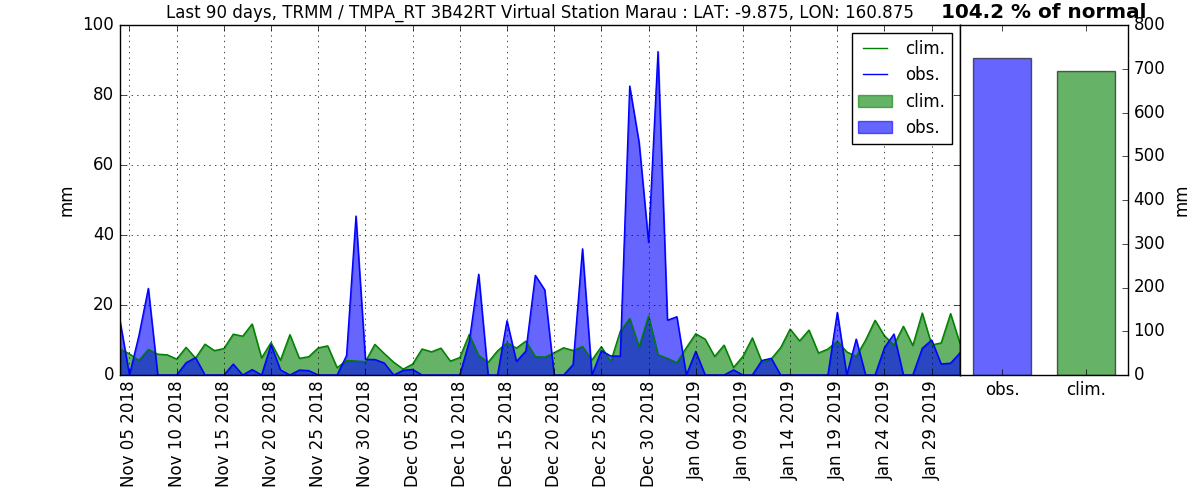 Last 90 days, TRMM / TMPA_RT 3B42RT Virtual Station Marau : LAT: -9.875, LON: 160.875
104.2 % of normal
100
80
60
40
20
0
mm
clim.
obs.
clim.
obs.
800
700
600
500
400
300
200
100
0
mm
Nov 05 2018
Nov 10 2018
Nov 15 2018
Nov 20 2018
Nov 25 2018
Nov 30 2018
Dec 05 2018
Dec 10 2018
Dec 15 2018
Dec 20 2018
Dec 25 2018
Dec 30 2018
Jan 04 2019
Jan 09 2019
Jan 14 2019
Jan 19 2019
Jan 24 2019
Jan 29 2019
obs.
clim.